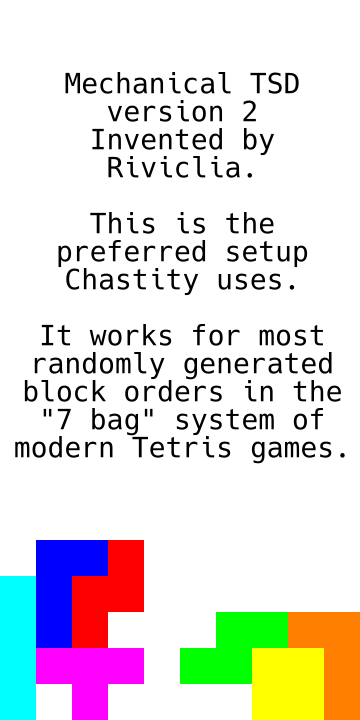 Mechanical TSD
version 2
Invented by
Riviclia.
This is the
preferred setup
Chastity uses.
It works for most
randomly generated
block orders in the
"7 bag" system of
modern Tetris games.